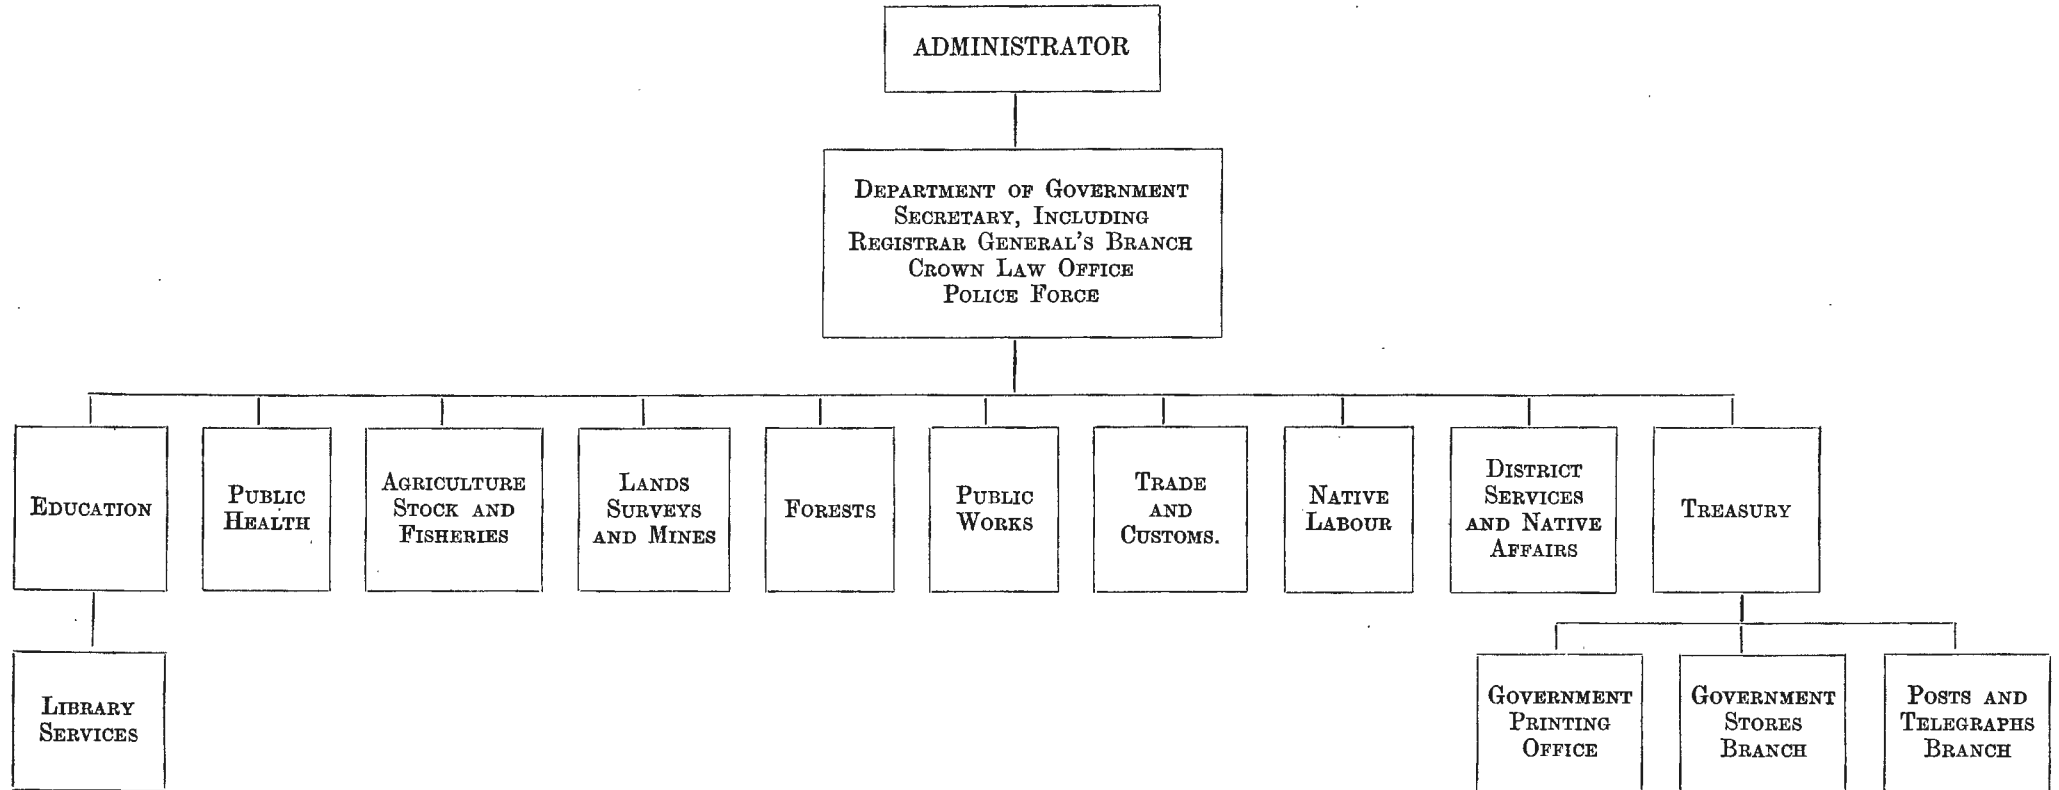 ADMINISTRATOR
DEPARTMENT OF GOVERNMENT
SECRETARY, INCLUDING
REGISTRAR GENERAL'S BRANCH
CROWN LAW OFFICE
POLICE FORCE
EDUCATION
PUBLIC
HEALTH
AGRICULTURE
STOCK AND
FISHERIES
LANDS
SURVEYS
AND MINES
FORESTS
PUBLIC
WORKS
TRADE
AND
CUSTOMS.
NATIVE
LABOUR
DISTRICT
SERVICES
AND NATIVE
AFFAIRS
TREASURY
LIBRARY
SERVICES
GOVERNMENT
PRINTING
OFFICE
GOVERNMENT
STORES
BRANCH
POSTS AND
TELEGRAPHS
BRANCH